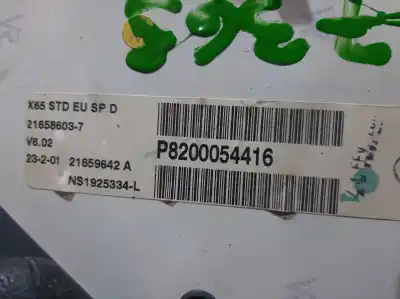 X65 STD EU SP D
21658603-7
V6.02
23-2-01 21659642 A
NS1925334-L
P8200054416